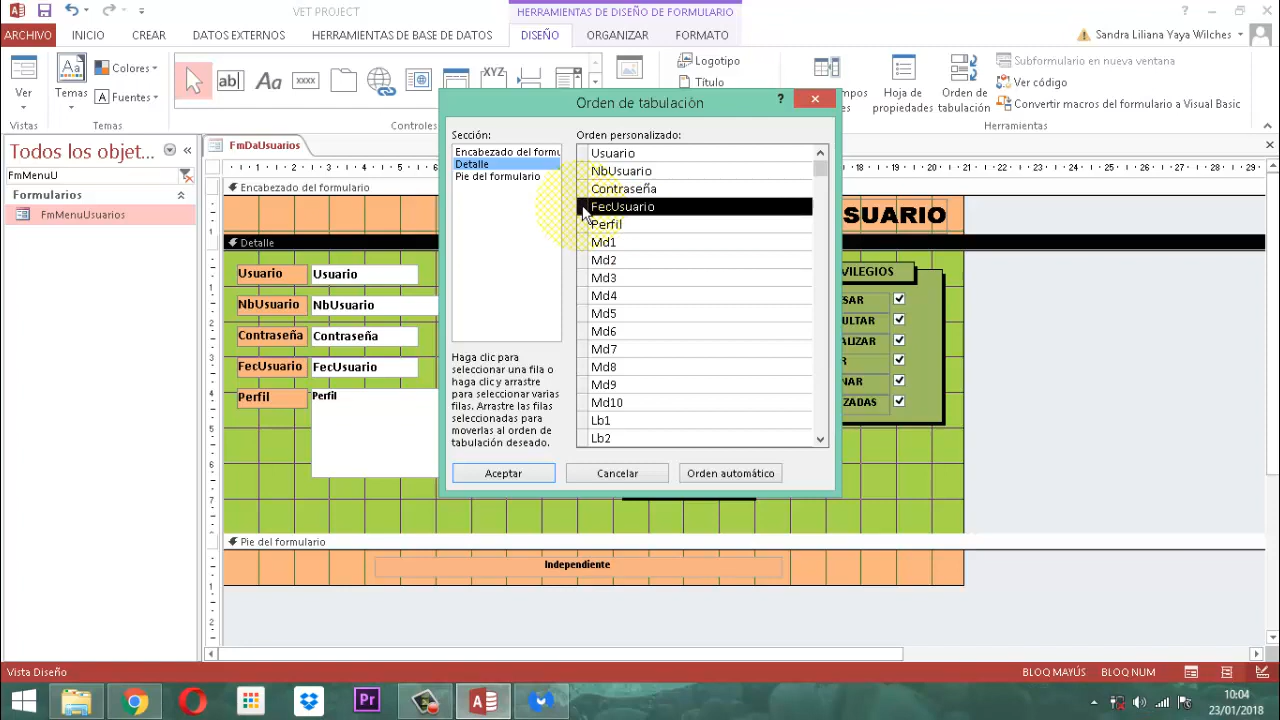 VET PROJECT
HERRAMIENTAS DE DISEÑO DE FORMULARIO
ARCHIVO
INICIO
CREAR
DATOS EXTERNOS
HERRAMIENTAS DE BASE DE DATOS
DISEÑO
ORGANIZAR
FORMATO
Sandra Liliana Yaya Wilches
Ver
Vistas
Temas
Colores
Fuentes
Temas
ab|
Aa
xxxx
XYZ
Controles
Logotipo
Título
Hoja de propiedades
Orden de tabulación
Subformulario en nueva ventana
Ver código
Convertir macros del formulario a Visual Basic
Herramientas
Todos los objet...
FmMenuU
Formularios
FmMenuUsuarios
FmDaUsuarios
Encabezado del formulario
USUARIO
Detalle
Usuario Usuario
NbUsuario NbUsuario
Contraseña Contraseña
FecUsuario FecUsuario
Perfil Perfil
Pie del formulario
Independiente
Orden de tabulación
Sección:
Encabezado del formu
Detalle
Pie del formulario
Haga clic para
seleccionar una fila o
haga clic y arrastre
para seleccionar varias
filas. Arrastre las filas
seleccionadas para
moverlas al orden de
tabulación deseado.
Orden personalizado:
Usuario
NbUsuario
Contraseña
FecUsuario
Perfil
Md1
Md2
Md3
Md4
Md5
Md6
Md7
Md8
Md9
Md10
Lb1
Lb2
Aceptar
Cancelar
Orden automático
Vista Diseño
BLOQ MAYÚS
BLOQ NUM
Pr
10:04
23/01/2018